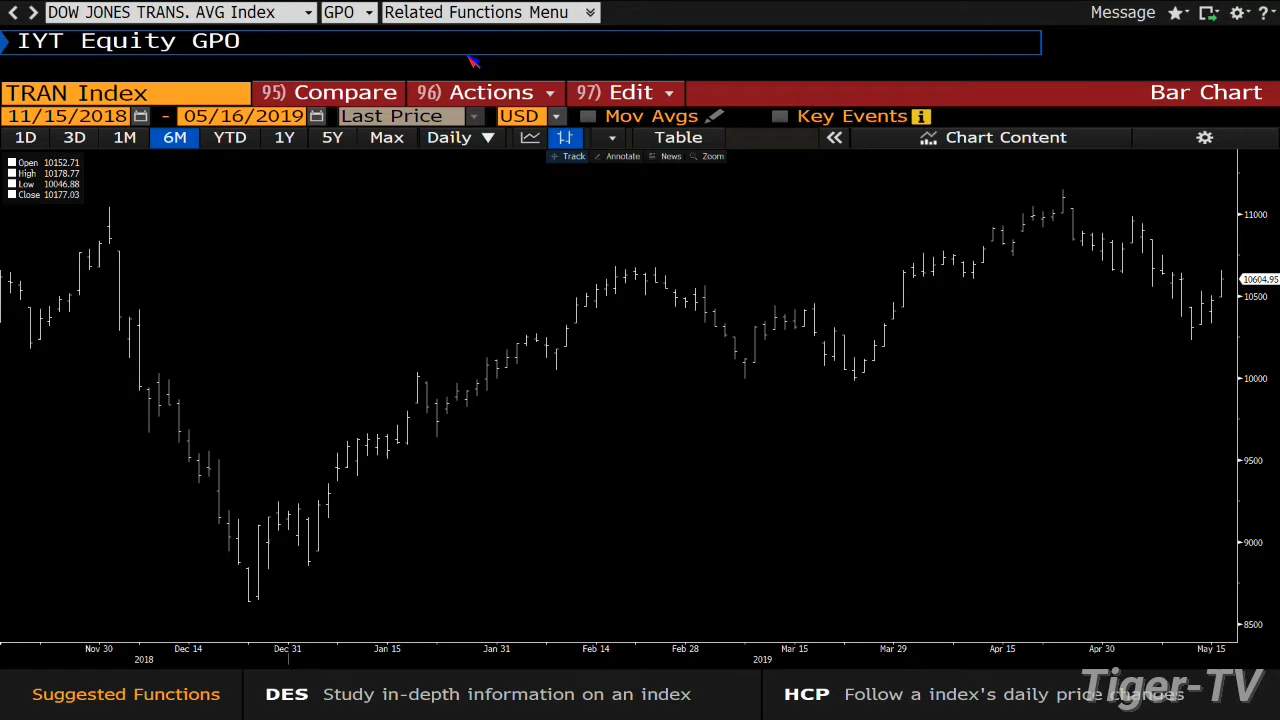 DOW JONES TRANS. AVG Index GPO Related Functions Menu Message ?
IYT Equity GPO
TRAN Index 95) Compare 96) Actions 97) Edit Bar Chart
11/15/2018 - 05/16/2019 Last Price USD Mov Avgs Key Events i
1D 3D 1M 6M YTD 1Y 5Y Max Daily Table Chart Content
Track Annotate News Zoom
Open 10152.71
High 10178.77
Low 10046.88
Close 10177.03
11000
10604.95
10500
10000
9500
9000
8500
Nov 30 Dec 14 Dec 31 Jan 15 Jan 31 Feb 14 Feb 28 Mar 15 Mar 29 Apr 15 Apr 30 May 15
2018 2019
Suggested Functions DES Study in-depth information on an index HCP Follow a index's daily price changes
Tiger-TV